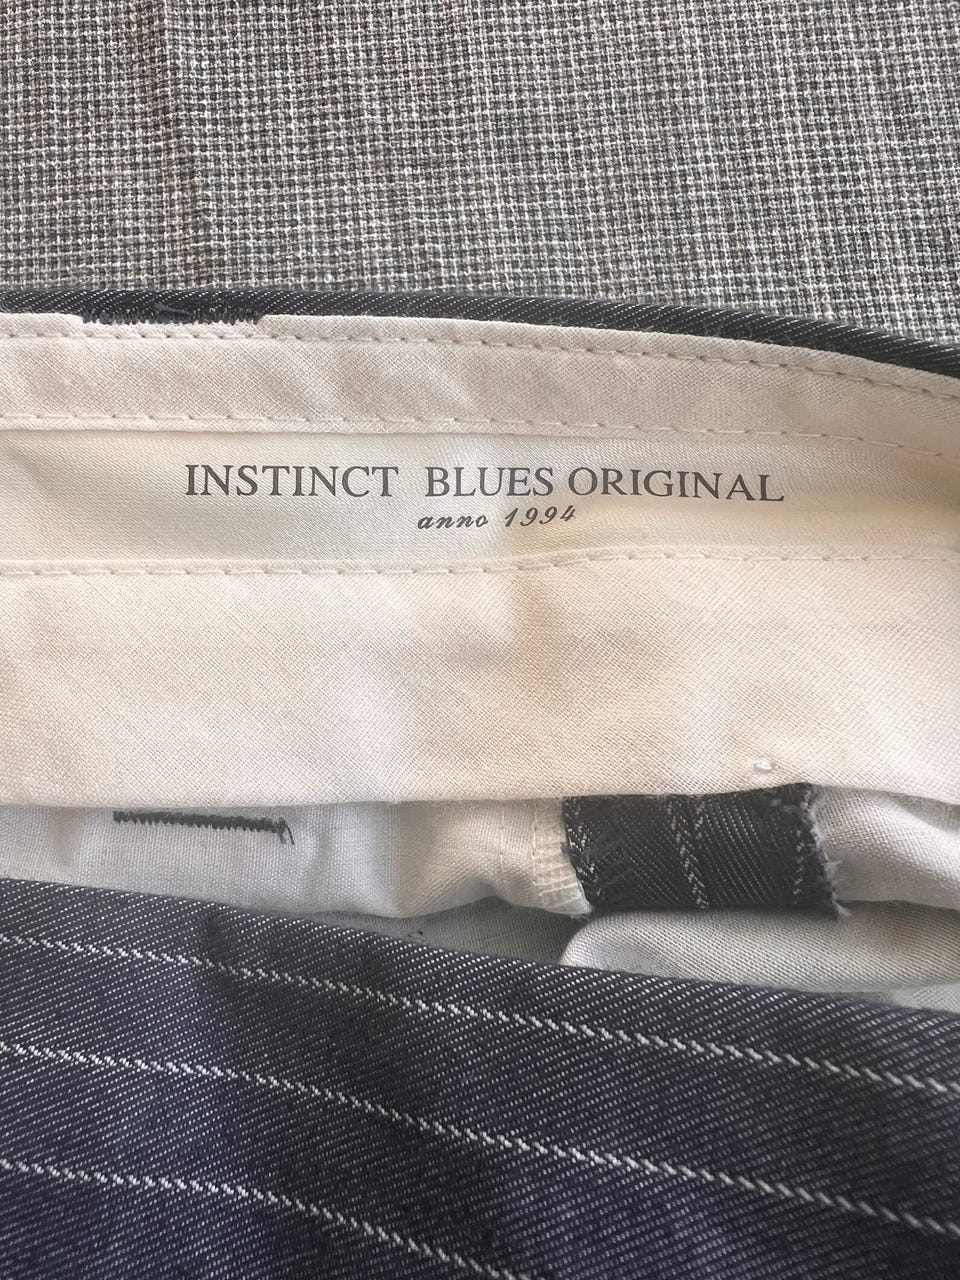 INSTINCT BLUES ORIGINAL
anno 1994